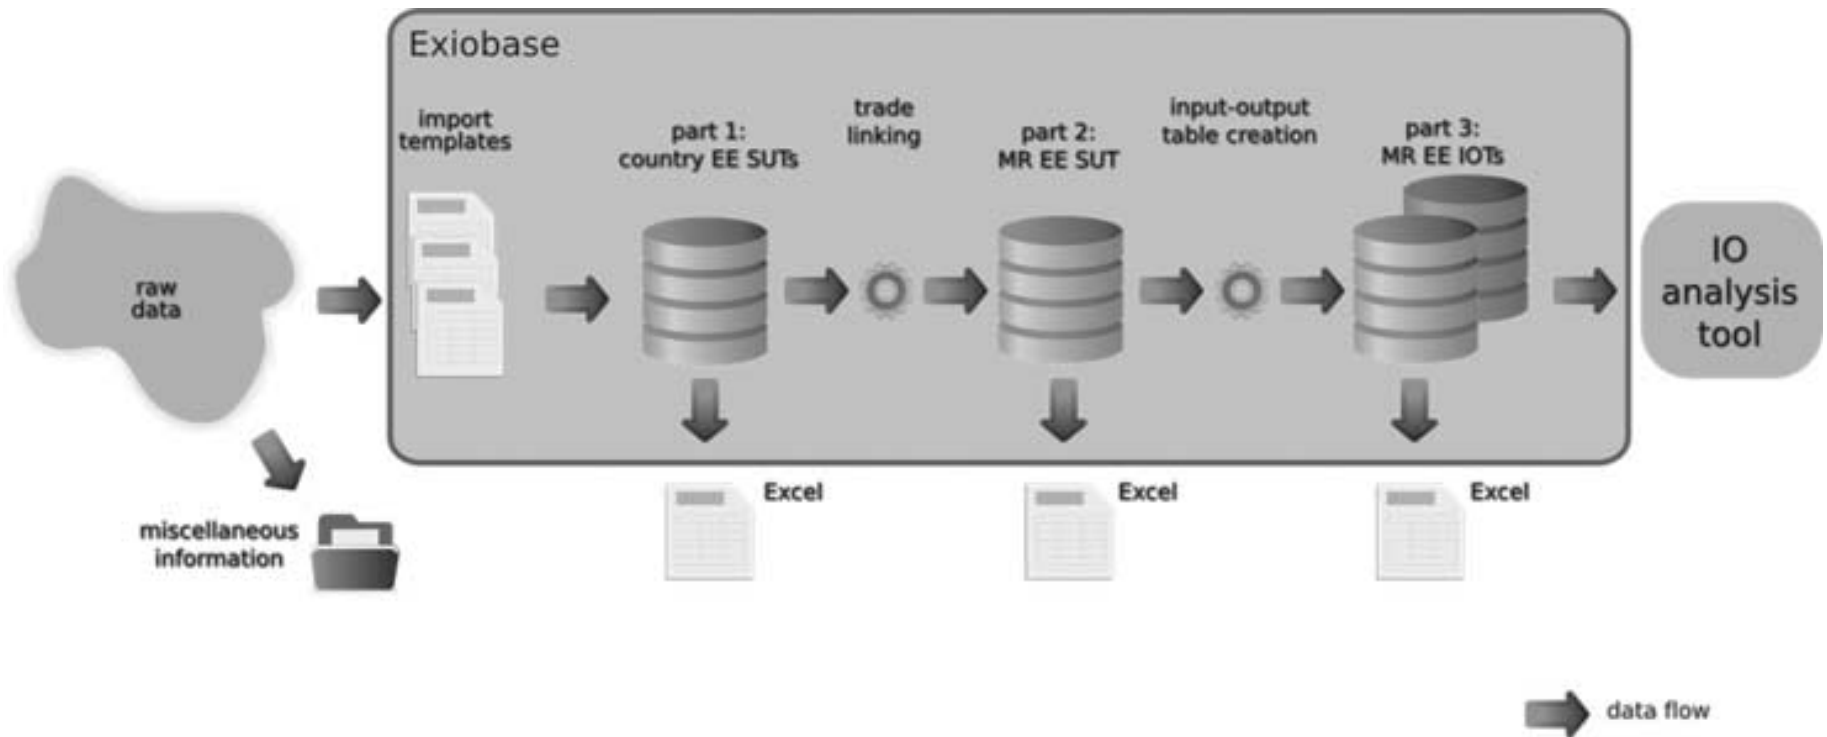 Exiobase
import
templates
part 1:
country EE SUTs
trade
linking
part 2:
MR EE SUT
input-output
table creation
part 3:
MR EE IOTs
raw
data
IO
analysis
tool
miscellaneous
information
Excel
Excel
Excel
data flow